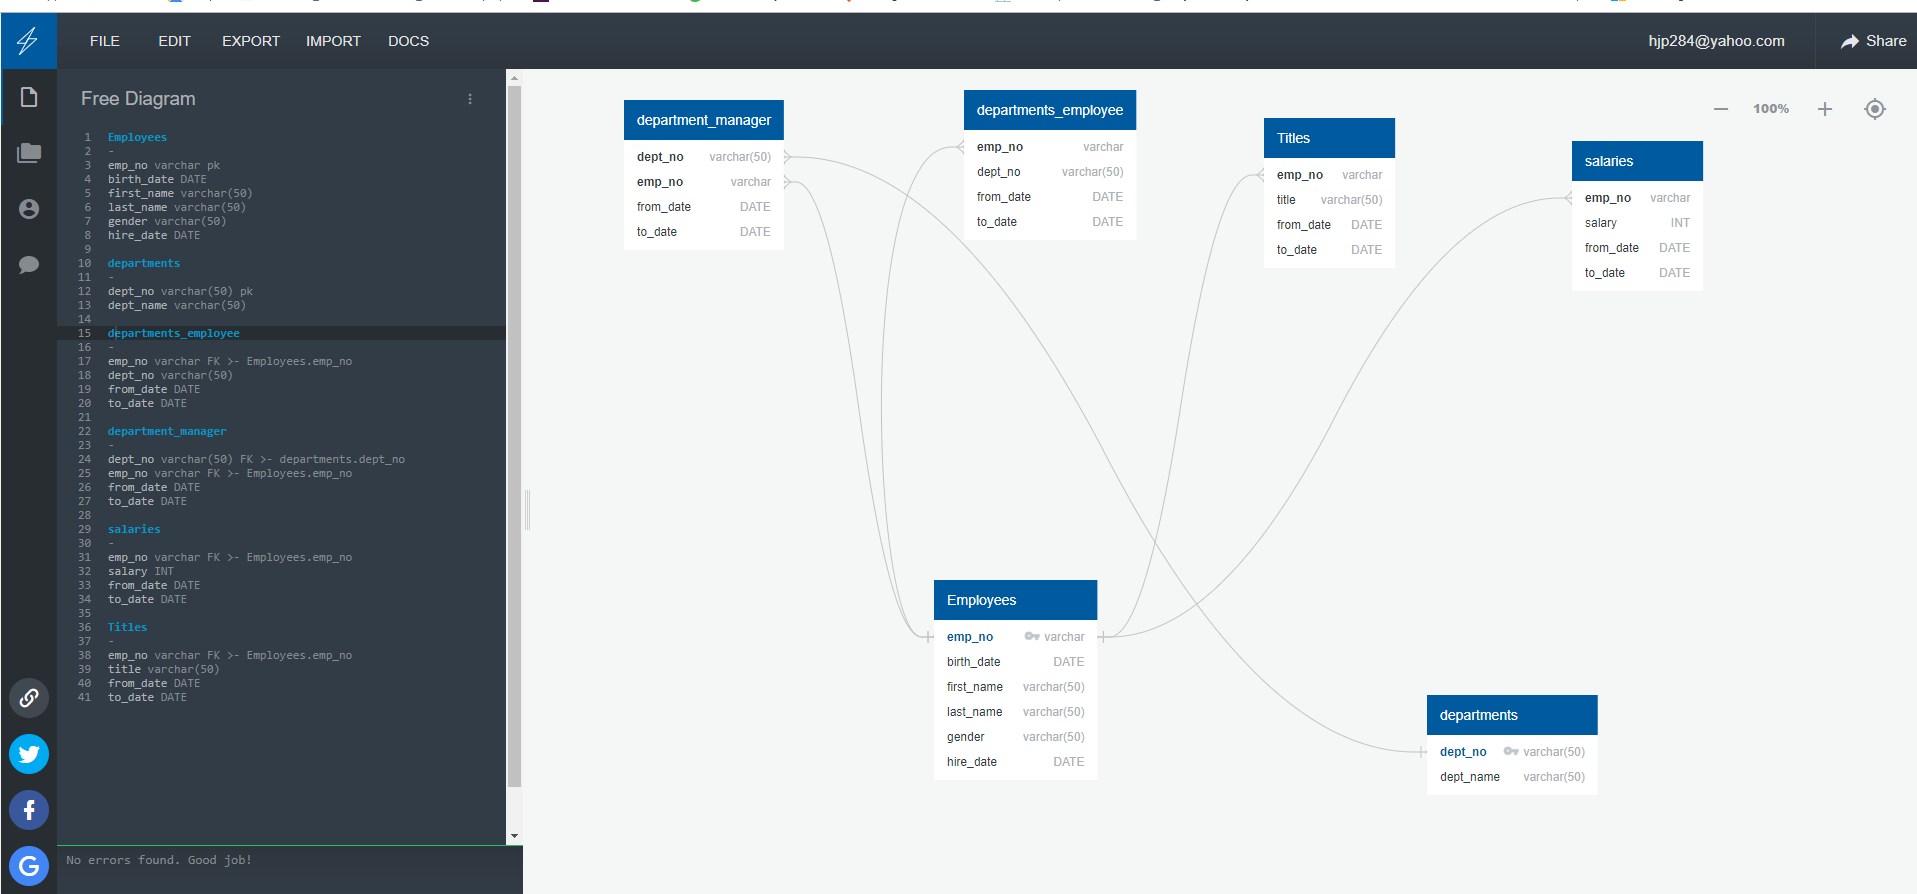 FILE EDIT EXPORT IMPORT DOCS hjp284@yahoo.com Share
Free Diagram
1 Employees
2 -
3 emp_no varchar pk
4 birth_date DATE
5 first_name varchar(50)
6 last_name varchar(50)
7 gender varchar(50)
8 hire_date DATE
9
10 departments
11 -
12 dept_no varchar(50) pk
13 dept_name varchar(50)
14
15 departments_employee
16 -
17 emp_no varchar FK >- Employees.emp_no
18 dept_no varchar(50)
19 from_date DATE
20 to_date DATE
21
22 department_manager
23 -
24 dept_no varchar(50) FK >- departments.dept_no
25 emp_no varchar FK >- Employees.emp_no
26 from_date DATE
27 to_date DATE
28
29 salaries
30 -
31 emp_no varchar FK >- Employees.emp_no
32 salary INT
33 from_date DATE
34 to_date DATE
35
36 Titles
37 -
38 emp_no varchar FK >- Employees.emp_no
39 title varchar(50)
40 from_date DATE
41 to_date DATE
No errors found. Good job!
department_manager
dept_no varchar(50)
emp_no varchar
from_date DATE
to_date DATE
departments_employee
emp_no varchar
dept_no varchar(50)
from_date DATE
to_date DATE
Titles
emp_no varchar
title varchar(50)
from_date DATE
to_date DATE
100%
salaries
emp_no varchar
salary INT
from_date DATE
to_date DATE
Employees
emp_no varchar
birth_date DATE
first_name varchar(50)
last_name varchar(50)
gender varchar(50)
hire_date DATE
departments
dept_no varchar(50)
dept_name varchar(50)